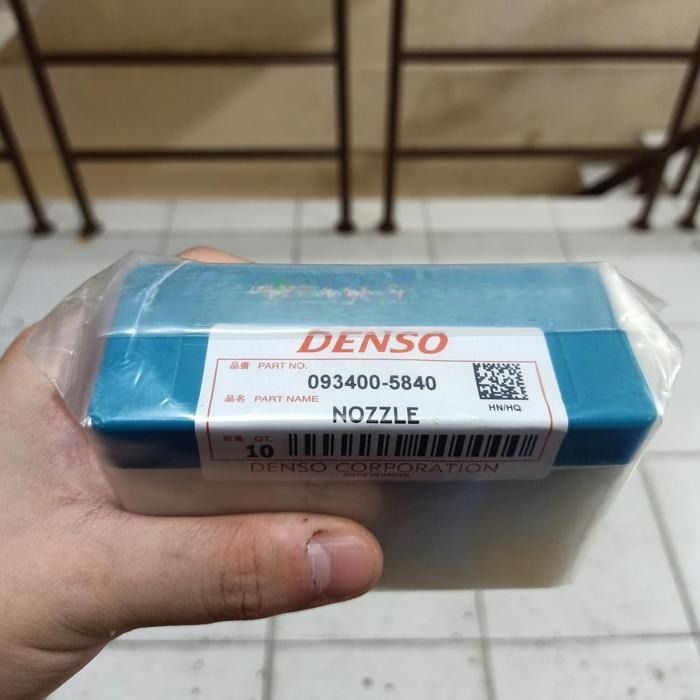 DENSO
品番 PART NO.
093400-5840
品名 PART NAME
NOZZLE
HN/HQ
数量 QT.
10
DENSO CORPORATION
MADE IN JAPAN